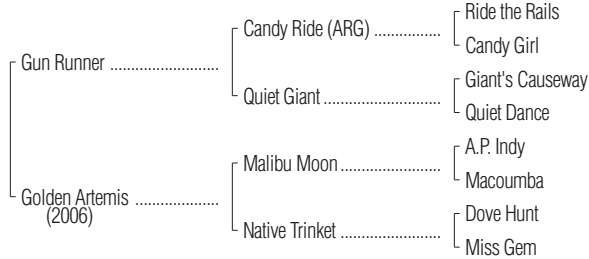 Ride the Rails
Candy Ride (ARG) ................
Candy Girl
Gun Runner ..........................
Giant's Causeway
Quiet Giant ............................
Quiet Dance
A.P. Indy
Malibu Moon ........................
Macoumba
Golden Artemis ....................
(2006)
Dove Hunt
Native Trinket ........................
Miss Gem